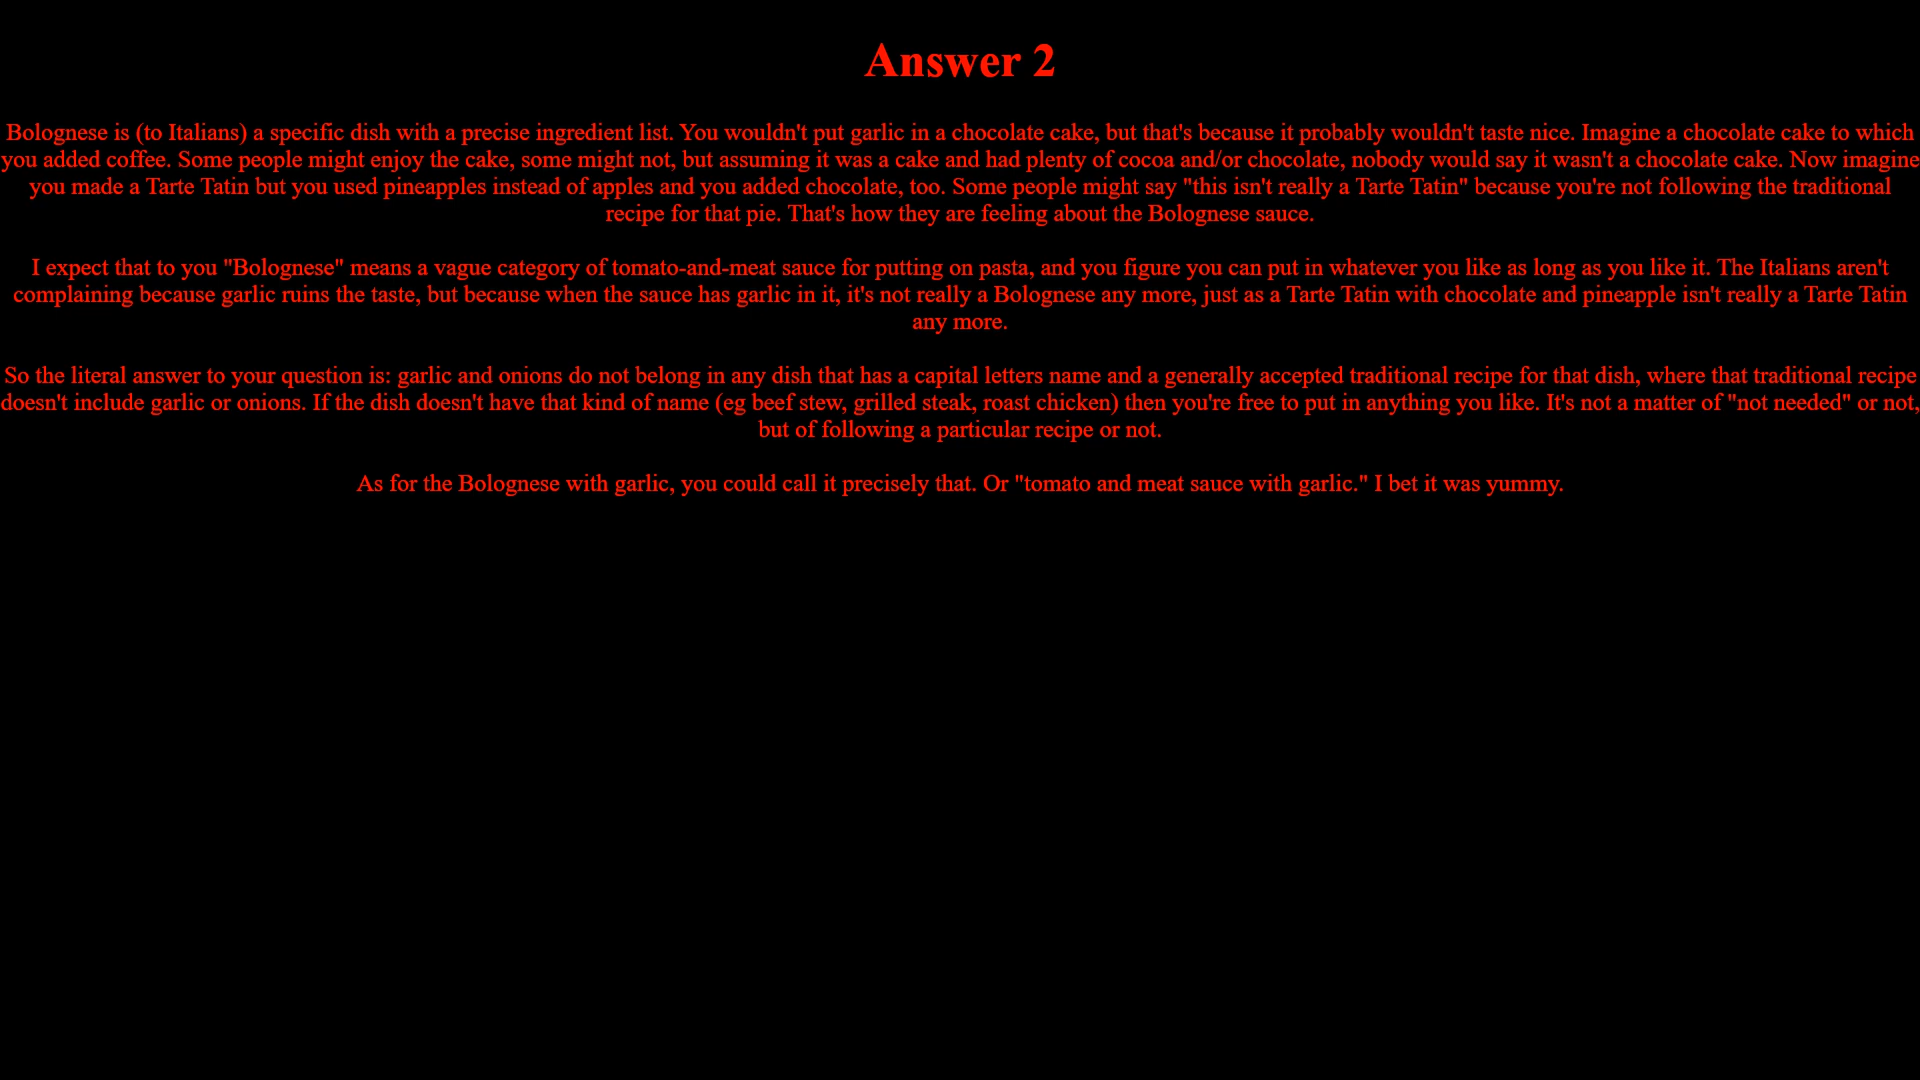 Answer 2
Bolognese is (to Italians) a specific dish with a precise ingredient list. You wouldn't put garlic in a chocolate cake, but that's because it probably wouldn't taste nice. Imagine a chocolate cake to which
you added coffee. Some people might enjoy the cake, some might not, but assuming it was a cake and had plenty of cocoa and/or chocolate, nobody would say it wasn't a chocolate cake. Now imagine
you made a Tarte Tatin but you used pineapples instead of apples and you added chocolate, too. Some people might say "this isn't really a Tarte Tatin" because you're not following the traditional
recipe for that pie. That's how they are feeling about the Bolognese sauce.
I expect that to you "Bolognese" means a vague category of tomato-and-meat sauce for putting on pasta, and you figure you can put in whatever you like as long as you like it. The Italians aren't
complaining because garlic ruins the taste, but because when the sauce has garlic in it, it's not really a Bolognese any more, just as a Tarte Tatin with chocolate and pineapple isn't really a Tarte Tatin
any more.
So the literal answer to your question is: garlic and onions do not belong in any dish that has a capital letters name and a generally accepted traditional recipe for that dish, where that traditional recipe
doesn't include garlic or onions. If the dish doesn't have that kind of name (eg beef stew, grilled steak, roast chicken) then you're free to put in anything you like. It's not a matter of "not needed" or not,
but of following a particular recipe or not.
As for the Bolognese with garlic, you could call it precisely that. Or "tomato and meat sauce with garlic." I bet it was yummy.